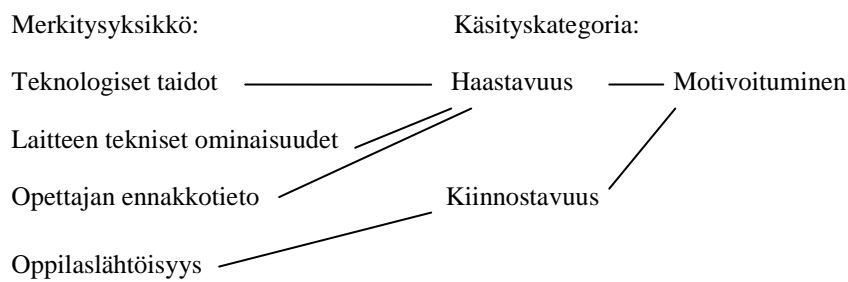 Merkitysyksikkö: Käsityskategoria:
Teknologiset taidot Haastavuus Motivoituminen
Laitteen tekniset ominaisuudet
Opettajan ennakkotieto Kiinnostavuus
Oppilaslähtöisyys